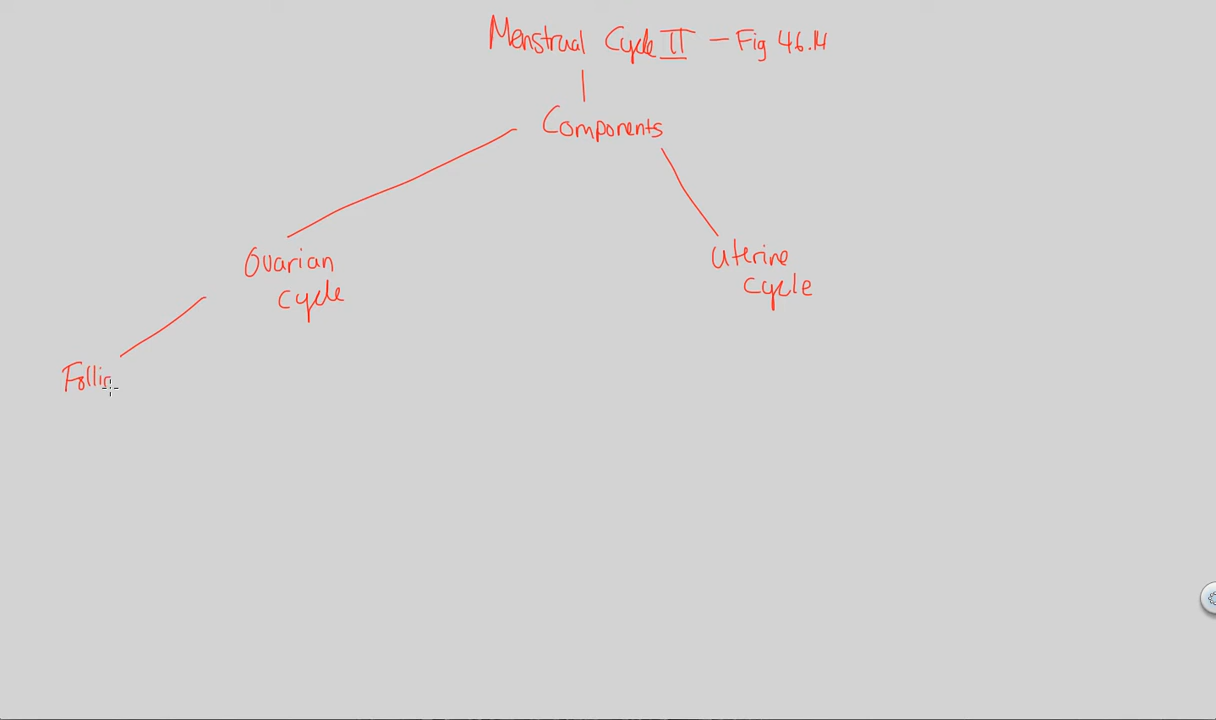 Menstrual Cycle II – Fig 46.14
Components
Ovarian
cycle
Uterine
cycle
Follic